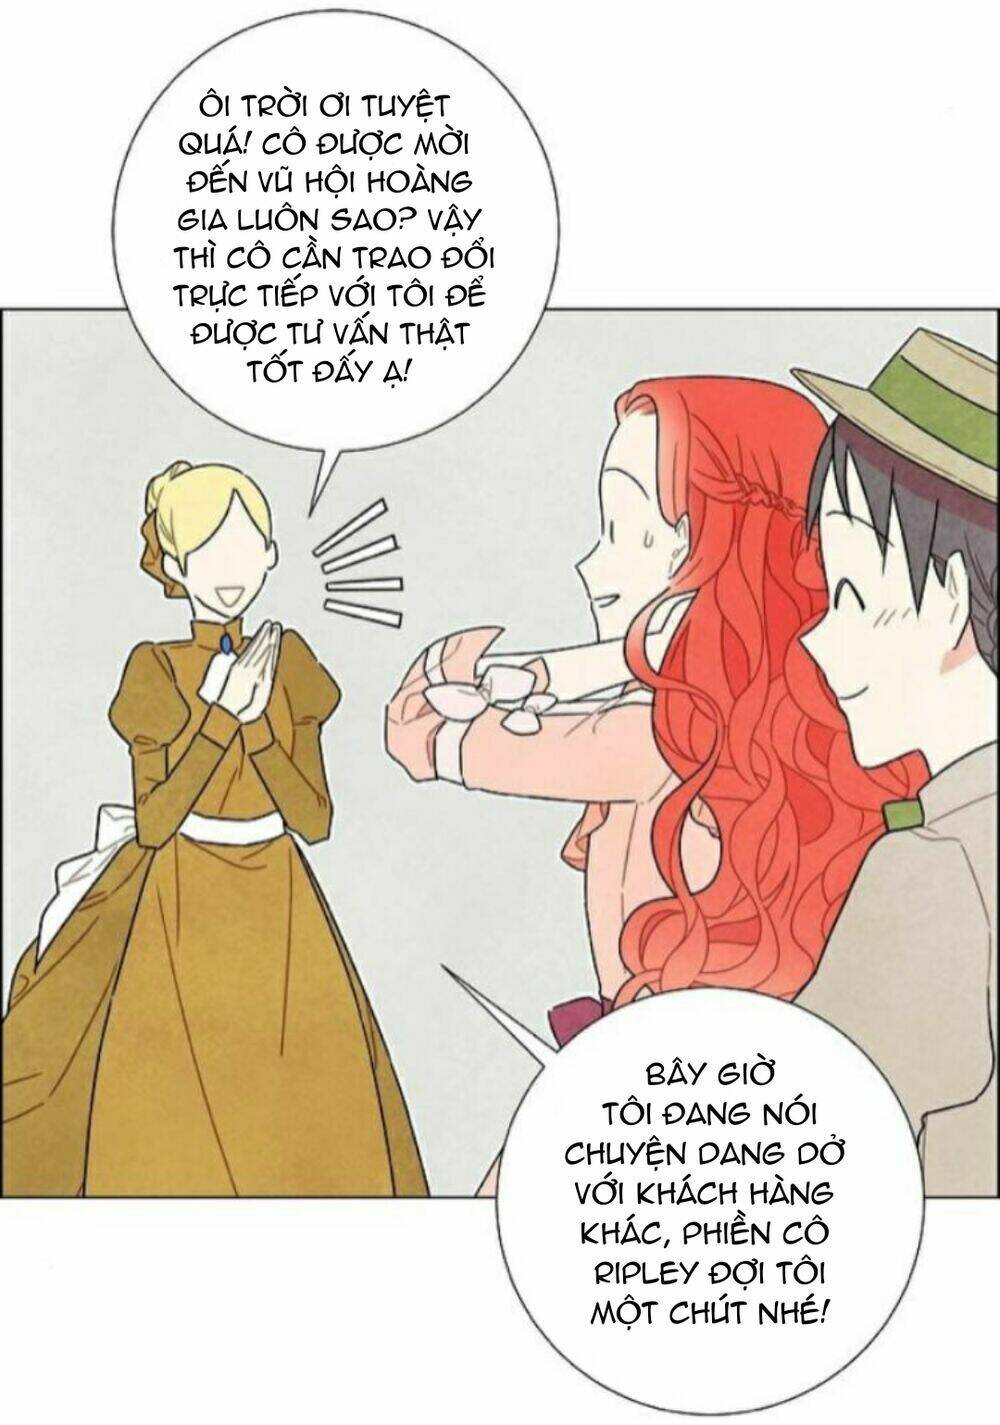 ÔI TRỜI ƠI TUYỆT
QUÁ! CÔ ĐƯỢC MỜI
ĐẾN VŨ HỘI HOÀNG
GIA LUÔN SAO? VẬY
THÌ CÔ CẦN TRAO ĐỔI
TRỰC TIẾP VỚI TÔI ĐỂ
ĐƯỢC TƯ VẤN THẬT
TỐT ĐẤY Ạ!
BÂY GIỜ
TÔI ĐANG NÓI
CHUYỆN DANG DỞ
VỚI KHÁCH HÀNG
KHÁC, PHIỀN CÔ
RIPLEY ĐỢI TÔI
MỘT CHÚT NHÉ!